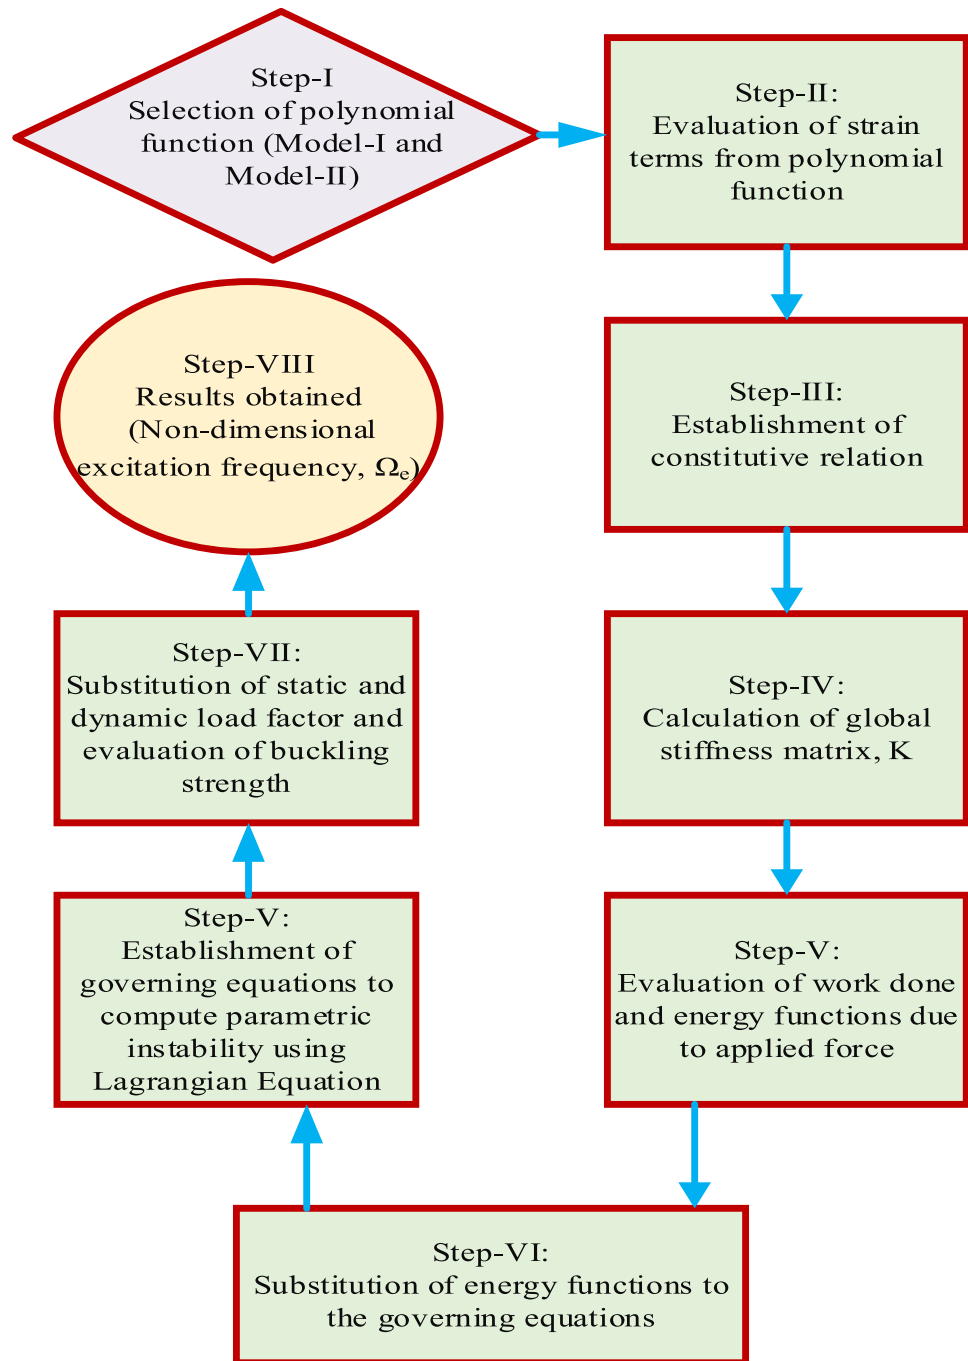 Step-I
Selection of polynomial
function (Model-I and
Model-II)
Step-II:
Evaluation of strain
terms from polynomial
function
Step-III:
Establishment of
constitutive relation
Step-IV:
Calculation of global
stiffness matrix, K
Step-V:
Evaluation of work done
and energy functions due
to applied force
Step-VI:
Substitution of energy functions to
the governing equations
Step-V:
Establishment of
governing equations to
compute parametric
instability using
Lagrangian Equation
Step-VII:
Substitution of static and
dynamic load factor and
evaluation of buckling
strength
Step-VIII
Results obtained
(Non-dimensional
excitation frequency, Ωₑ)